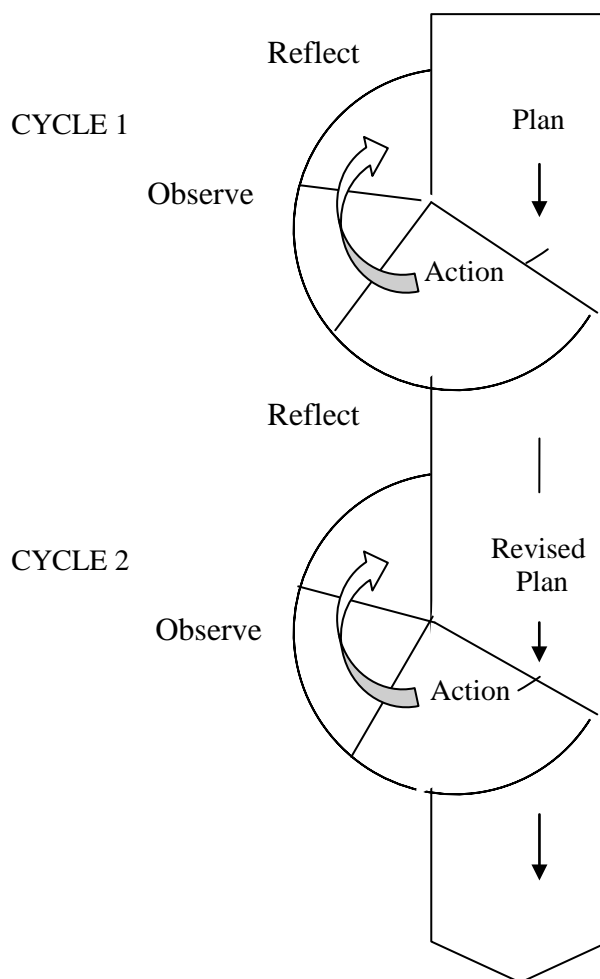 Reflect
CYCLE 1
Plan
Observe
Action
Reflect
CYCLE 2
Revised
Plan
Observe
Action